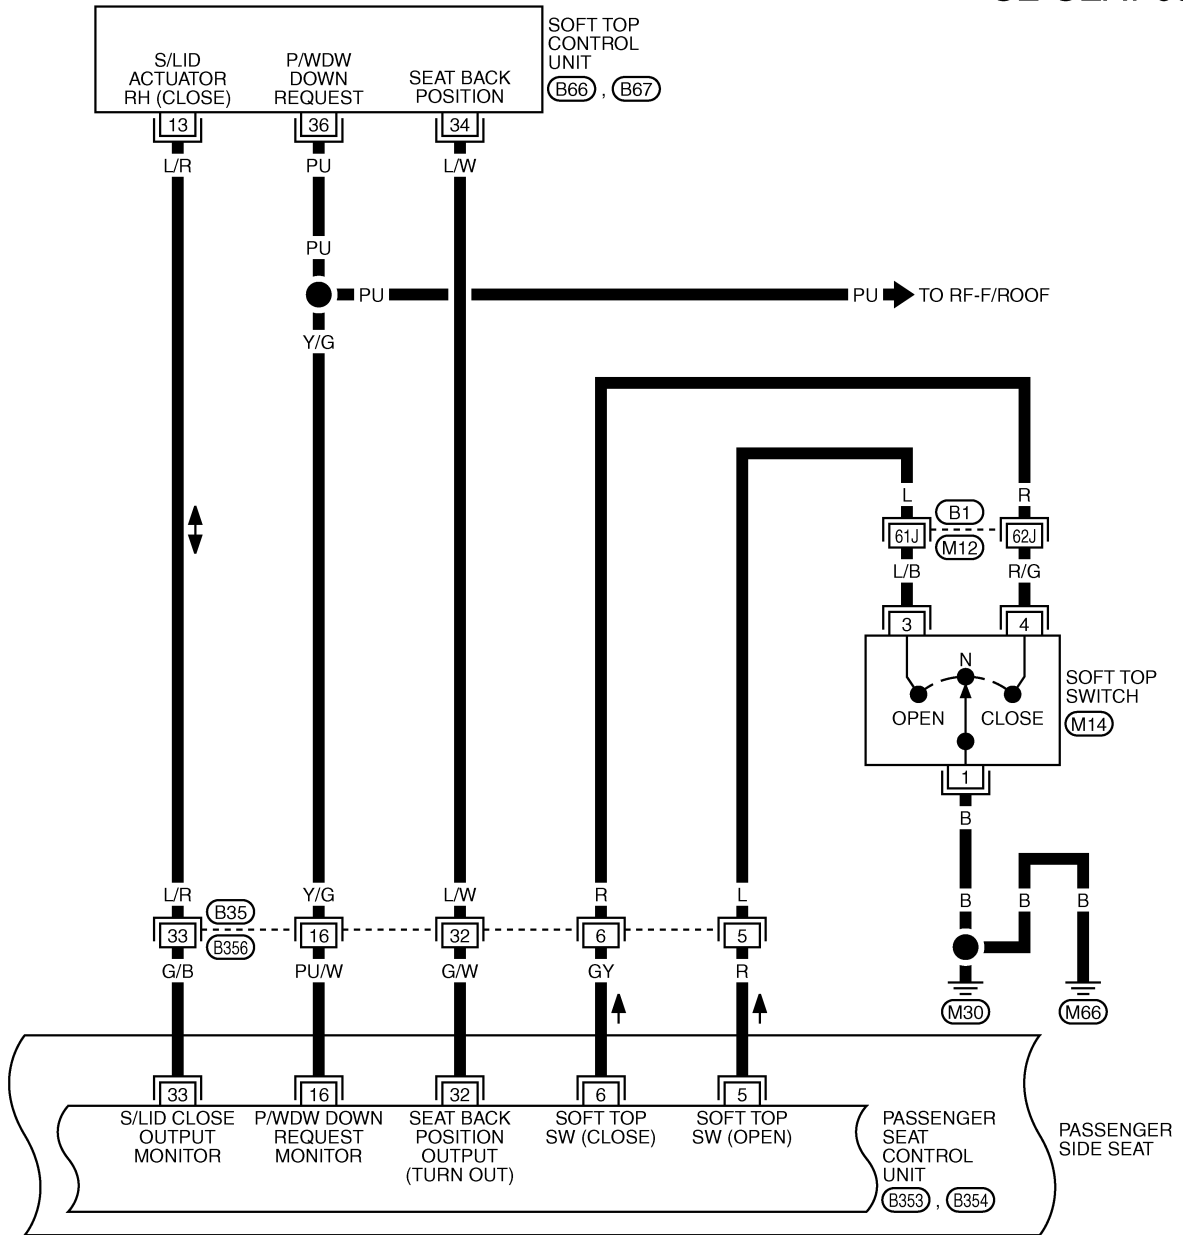 SOFT TOP
CONTROL
UNIT
B66 , B67
S/LID
ACTUATOR
RH (CLOSE)
P/WDW
DOWN
REQUEST
SEAT BACK
POSITION
13
36
34
L/R
PU
L/W
PU
PU
PU
TO RF-F/ROOF
Y/G
L
R
B1
61J
62J
M12
L/B
R/G
3
4
N
OPEN
CLOSE
SOFT TOP
SWITCH
M14
1
B
L/R
Y/G
L/W
R
L
B
B
B
B35
33
16
32
6
5
B356
G/B
PU/W
G/W
GY
R
M30
M66
33
16
32
6
5
S/LID CLOSE
OUTPUT
MONITOR
P/WDW DOWN
REQUEST
MONITOR
SEAT BACK
POSITION
OUTPUT
(TURN OUT)
SOFT TOP
SW (CLOSE)
SOFT TOP
SW (OPEN)
PASSENGER
SEAT
CONTROL
UNIT
B353 , B354
PASSENGER
SIDE SEAT